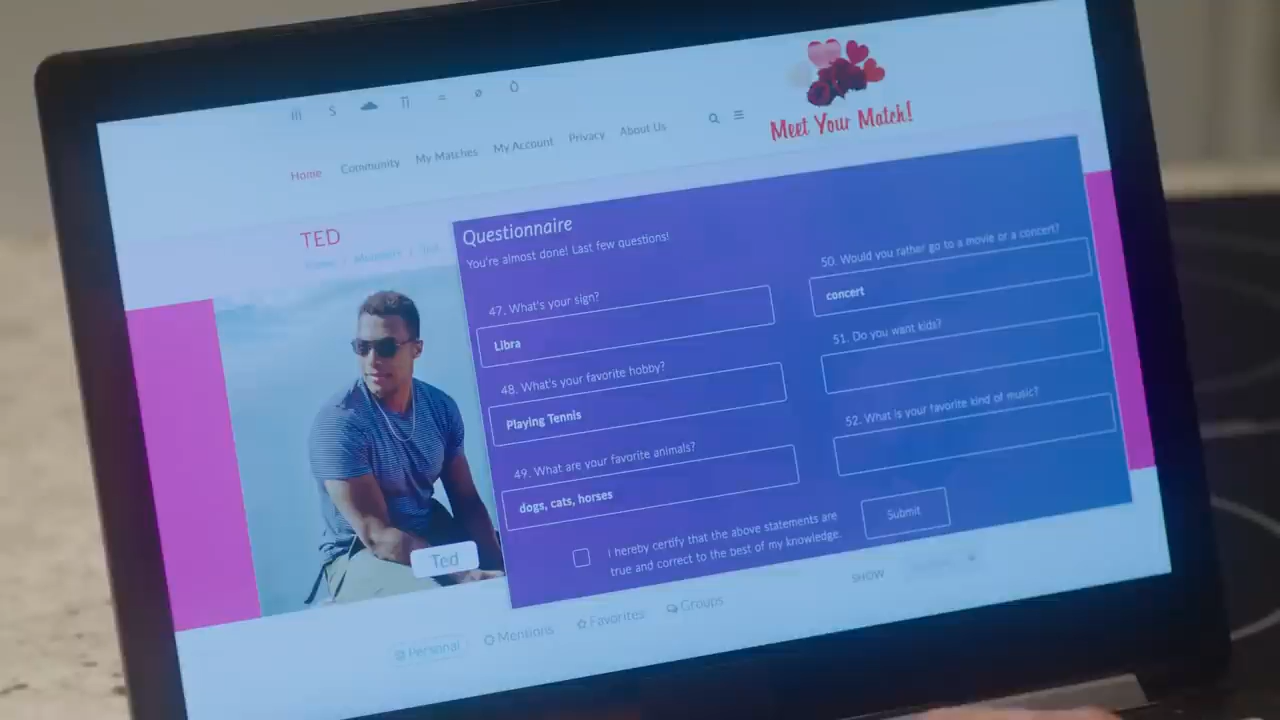 Home Community My Matches My Account Privacy About Us
Meet Your Match!
TED
Questionnaire
You're almost done! Last few questions!
47. What's your sign?
Libra
48. What's your favorite hobby?
Playing Tennis
49. What are your favorite animals?
dogs, cats, horses
50. Would you rather go to a movie or a concert?
concert
51. Do you want kids?
52. What is your favorite kind of music?
I hereby certify that the above statements are
true and correct to the best of my knowledge.
Submit
Ted
SHOW
Personal Mentions Favorites Groups